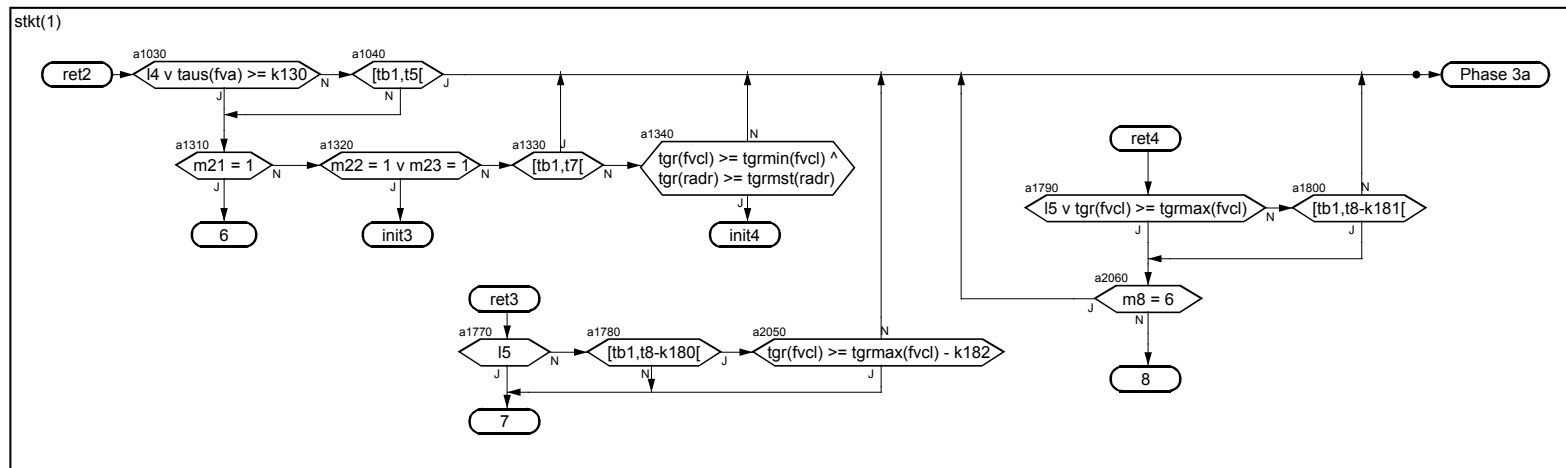 stkt(1)
a1030
a1040
ret2
l4 v taus(fva) >= k130
N
[tb1,t5[
J
Phase 3a
J
N
a1310
a1320
a1330
J
a1340
N
m21 = 1
N
m22 = 1 v m23 = 1
N
[tb1,t7[
N
tgr(fvcl) >= tgrmin(fvcl) ^
tgr(radr) >= tgrmst(radr)
J
J
J
6
init3
init4
ret4
a1790
a1800
N
l5 v tgr(fvcl) >= tgrmax(fvcl)
N
[tb1,t8-k181[
J
J
a2060
m8 = 6
J
N
8
ret3
a1770
a1780
a2050
N
l5
N
[tb1,t8-k180[
J
tgr(fvcl) >= tgrmax(fvcl) - k182
J
N
J
7